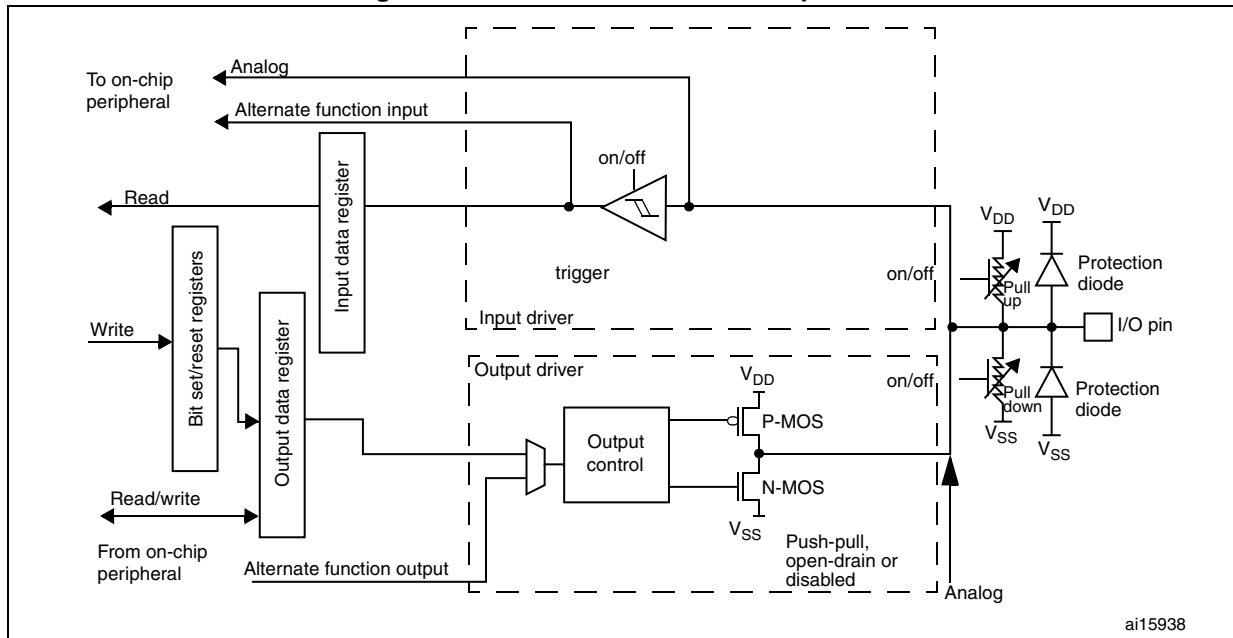 To on-chip
peripheral
Analog
Alternate function input
on/off
Read
Input data register
trigger
Input driver
on/off
VDD
VDD
Pull
up
Protection
diode
I/O pin
Write
Bit set/reset registers
Output data register
Output driver
VDD
P-MOS
Output
control
N-MOS
VSS
on/off
Pull
down
VSS
Protection
diode
VSS
Read/write
From on-chip
peripheral
Alternate function output
Push-pull,
open-drain or
disabled
Analog
ai15938